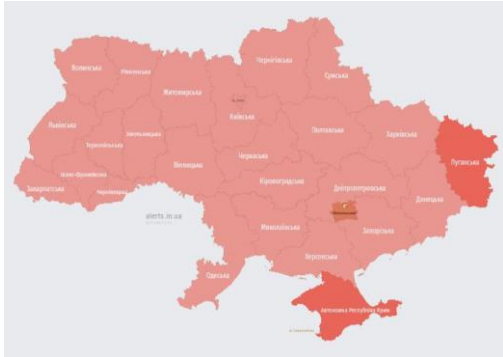 Волинська
Рівненська
Чернігівська
Сумська
Житомирська
Київська
Львівська
Тернопільська
Хмельницька
Полтавська
Харківська
Луганська
Івано-Франківська
Вінницька
Черкаська
Закарпатська
Чернівецька
Кіровоградська
Дніпропетровська
Донецька
alerts.in.ua
Миколаївська
Запорізька
Одеська
Херсонська
Автономна Республіка Крим